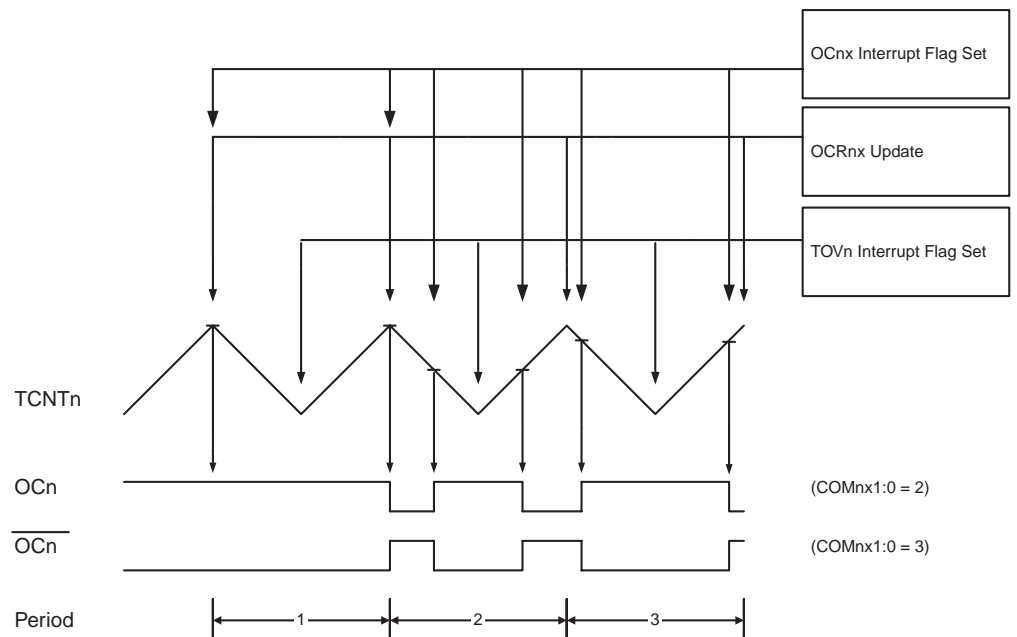 OCnx Interrupt Flag Set
OCRnx Update
TOVn Interrupt Flag Set
TCNTn
OCn (COMnx1:0 = 2)
OCn (COMnx1:0 = 3)
Period 1 2 3